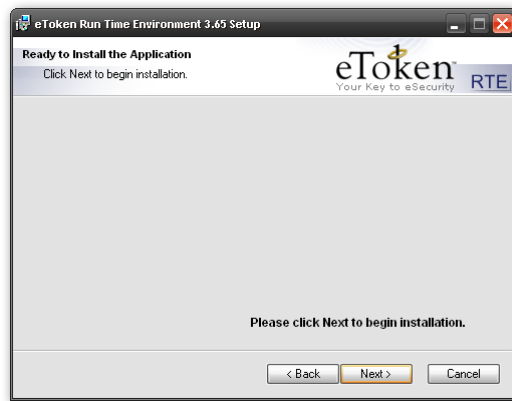 eToken Run Time Environment 3.65 Setup
Ready to Install the Application
Click Next to begin installation.
eToken™
Your Key to eSecurity
RTE
Please click Next to begin installation.
< Back
Next >
Cancel